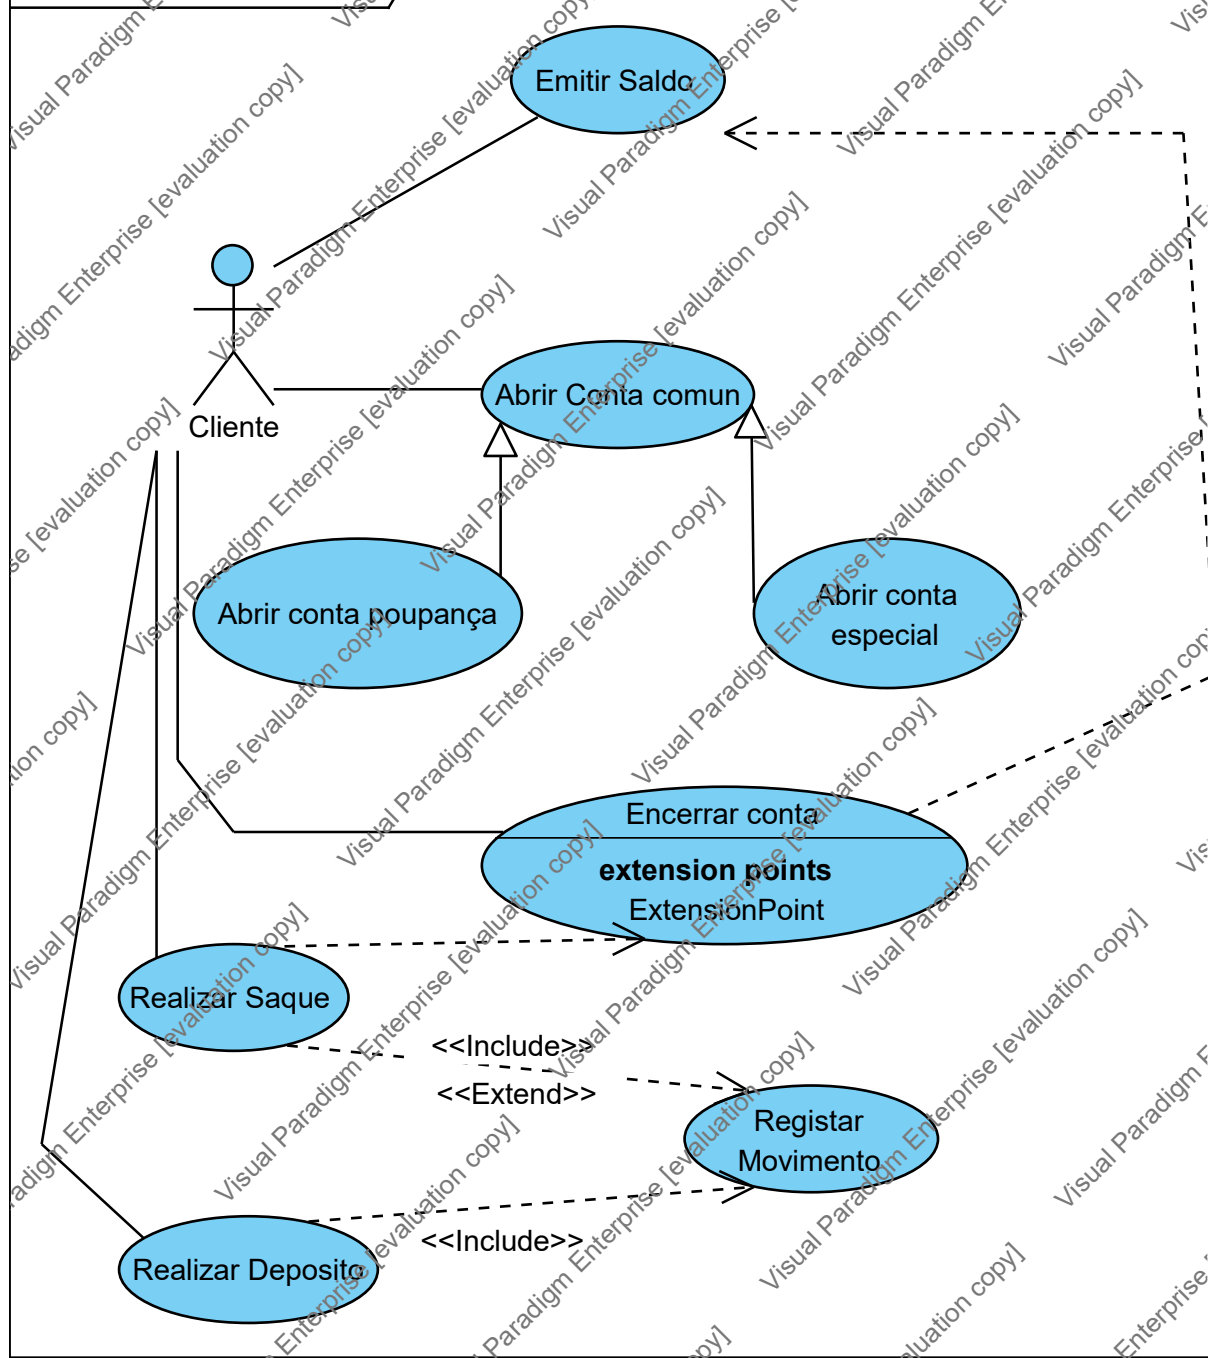 Emitir Saldo
Cliente
Abrir Conta comun
Abrir conta poupança
Abrir conta
especial
Encerrar conta
extension points
ExtensionPoint
Realizar Saque
<<Include>>
<<Extend>>
Registar
Movimento
<<Include>>
Realizar Deposito
Visual Paradigm Enterprise [evaluation copy]